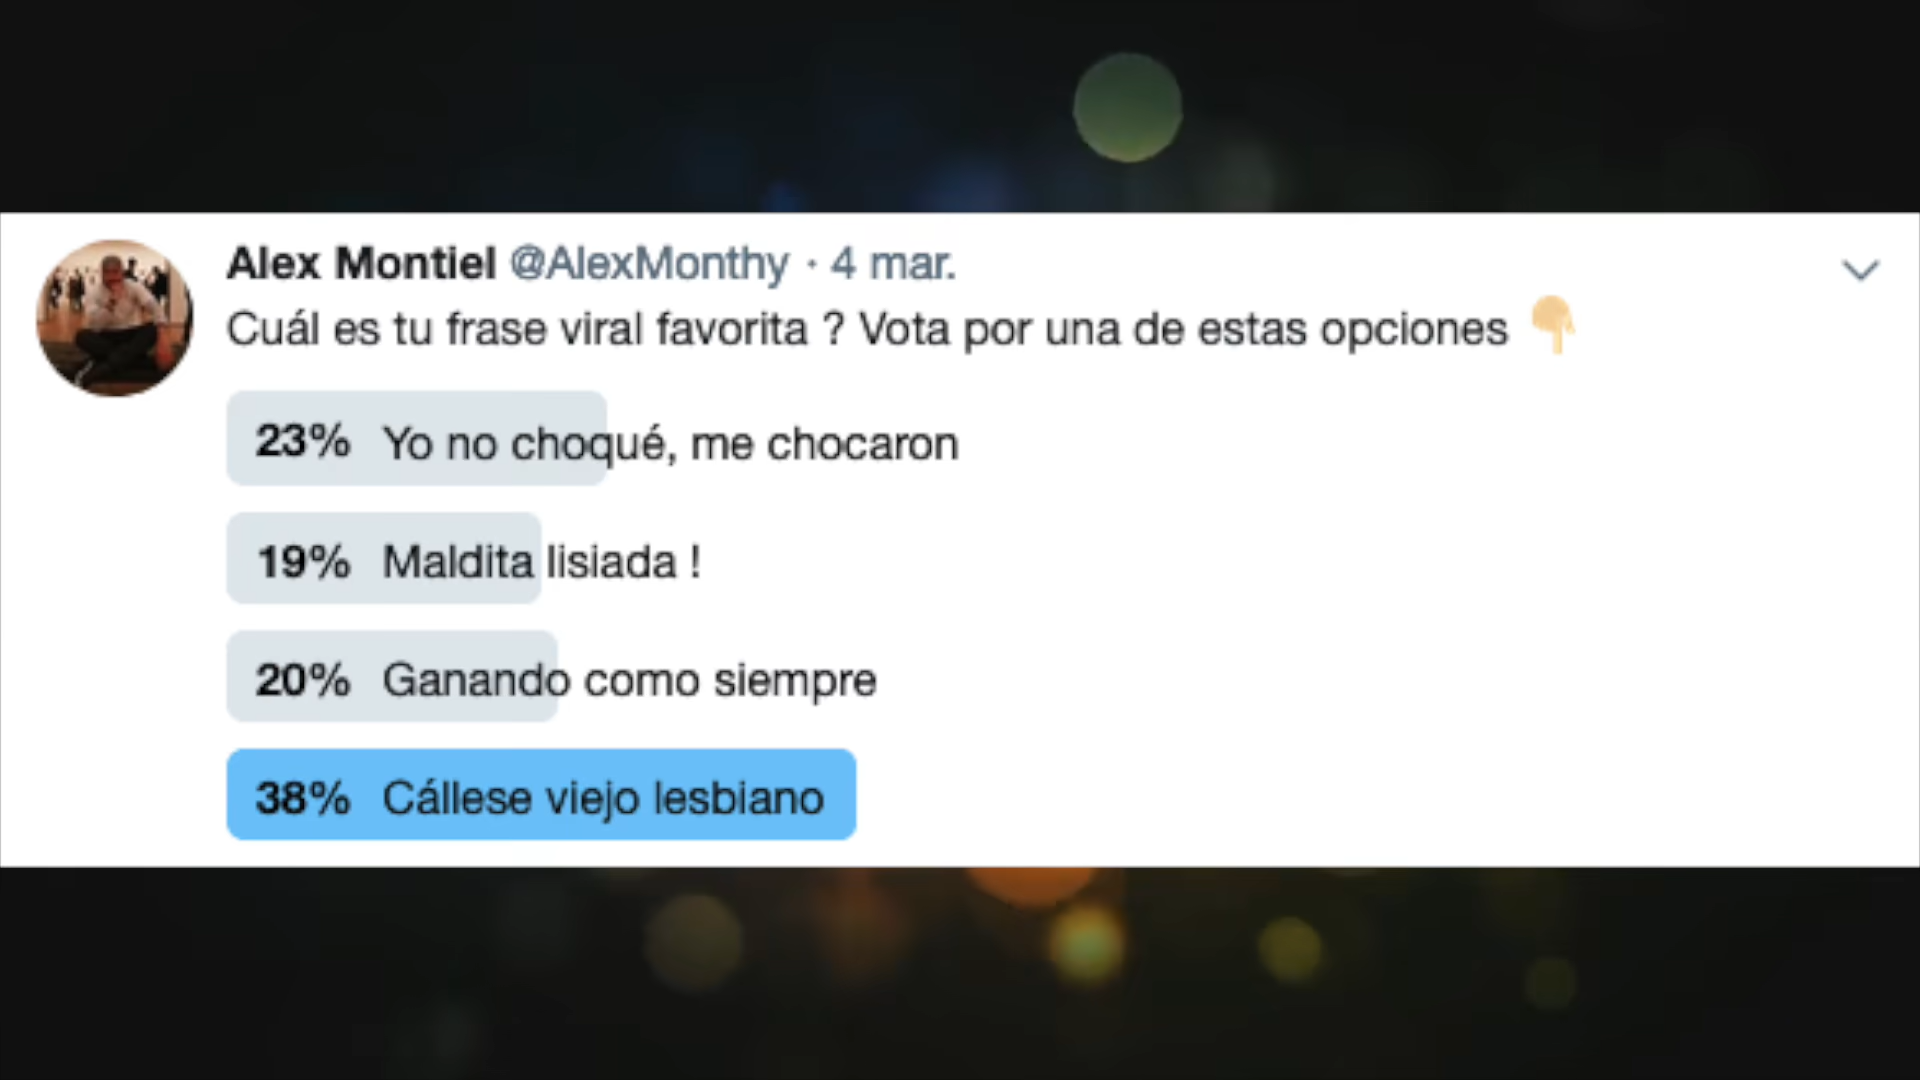 Alex Montiel @AlexMonthy · 4 mar.
Cuál es tu frase viral favorita ? Vota por una de estas opciones 👇
23% Yo no choqué, me chocaron
19% Maldita lisiada !
20% Ganando como siempre
38% Cállese viejo lesbiano